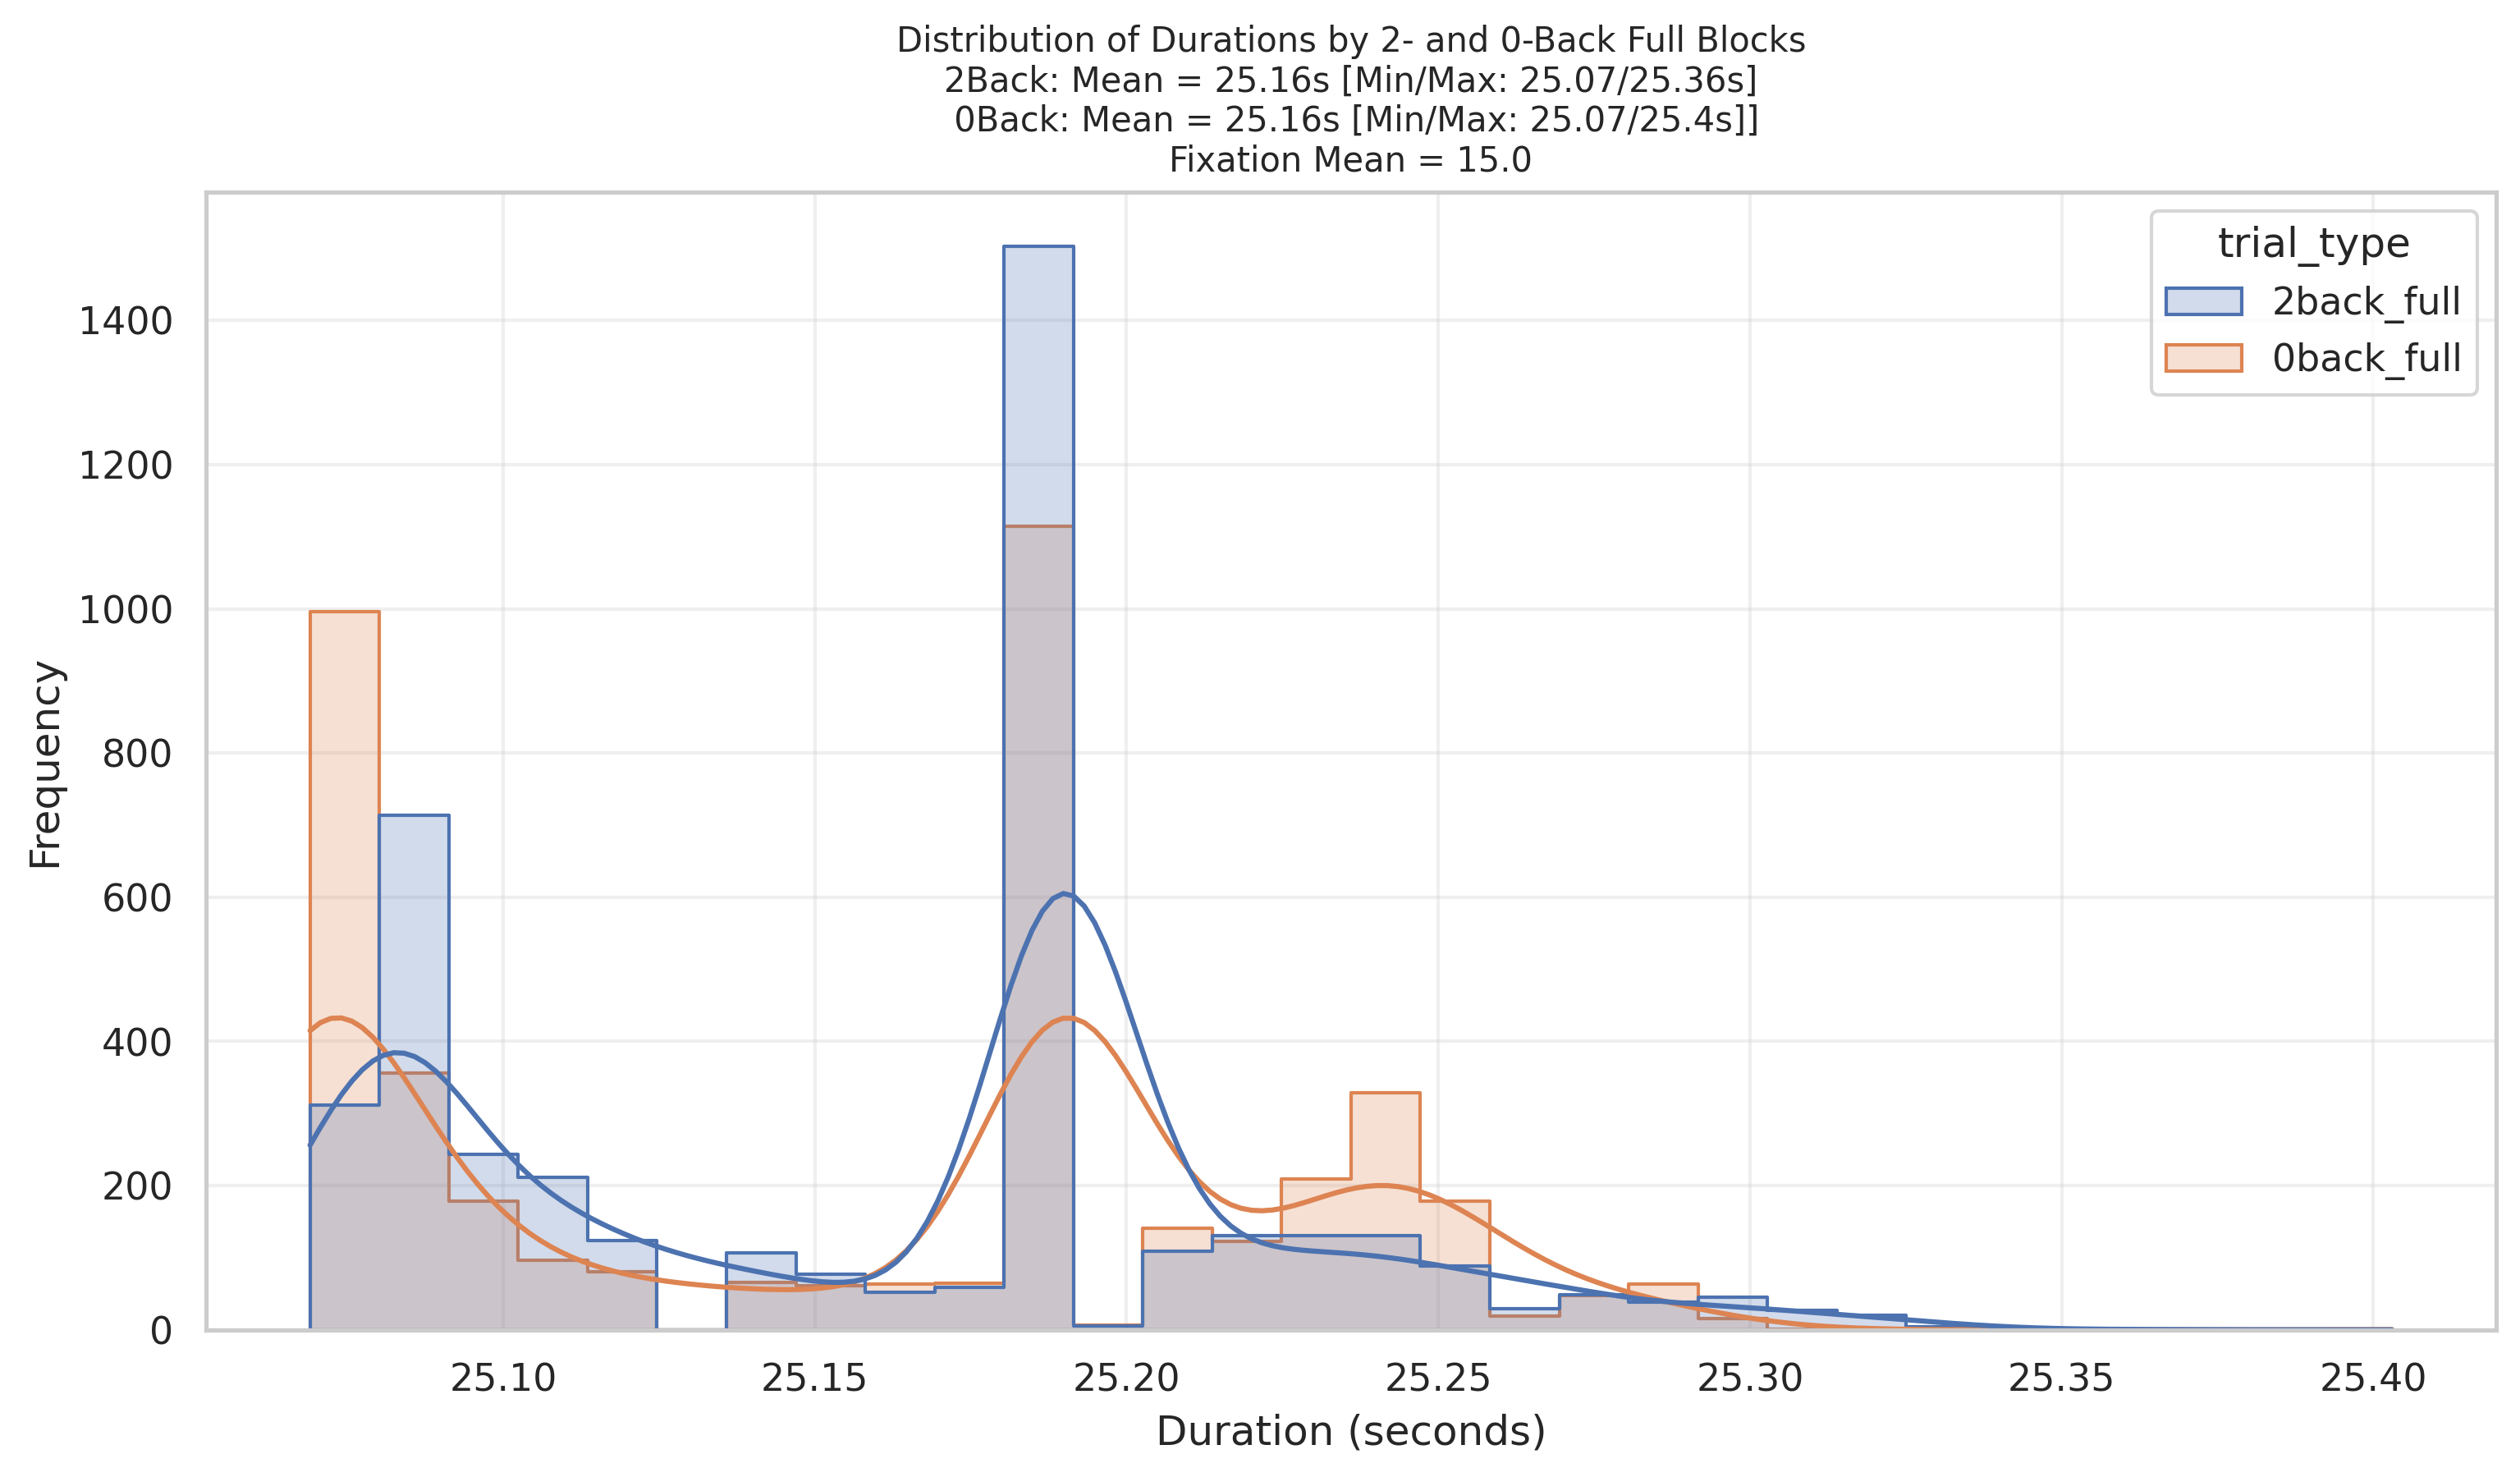 Distribution of Durations by 2- and 0-Back Full Blocks
2Back: Mean = 25.16s [Min/Max: 25.07/25.36s]
0Back: Mean = 25.16s [Min/Max: 25.07/25.4s]]
Fixation Mean = 15.0
trial_type
2back_full
0back_full
Frequency
1400
1200
1000
800
600
400
200
0
25.10
25.15
25.20
25.25
25.30
25.35
25.40
Duration (seconds)